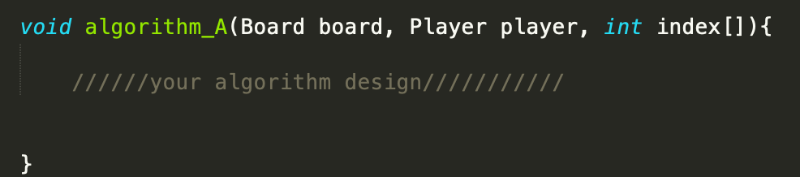 void algorithm_A(Board board, Player player, int index[]){
//////your algorithm design///////////
}